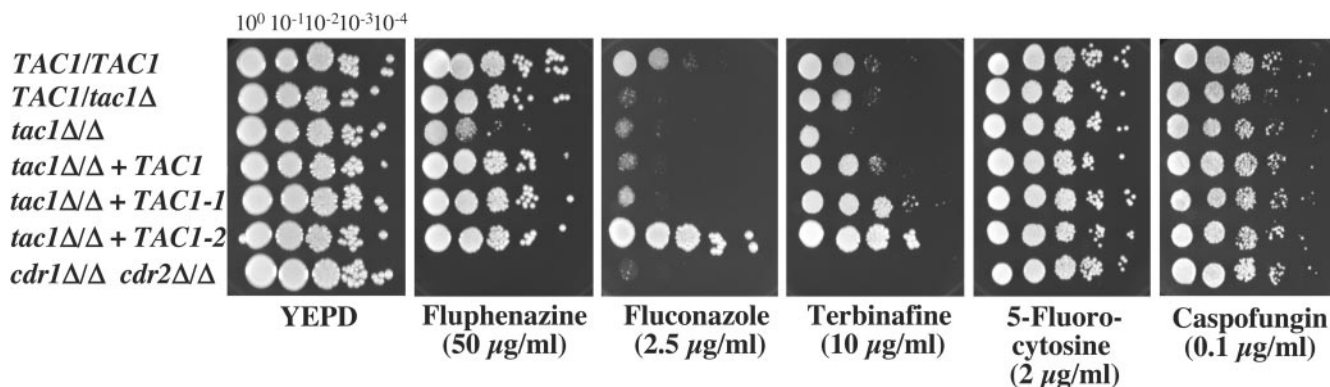 10⁰ 10⁻¹ 10⁻² 10⁻³ 10⁻⁴
TAC1/TAC1
TAC1/tac1Δ
tac1Δ/Δ
tac1Δ/Δ + TAC1
tac1Δ/Δ + TAC1-1
tac1Δ/Δ + TAC1-2
cdr1Δ/Δ cdr2Δ/Δ
YEPD
Fluphenazine
(50 µg/ml)
Fluconazole
(2.5 µg/ml)
Terbinafine
(10 µg/ml)
5-Fluoro-
cytosine
(2 µg/ml)
Caspofungin
(0.1 µg/ml)